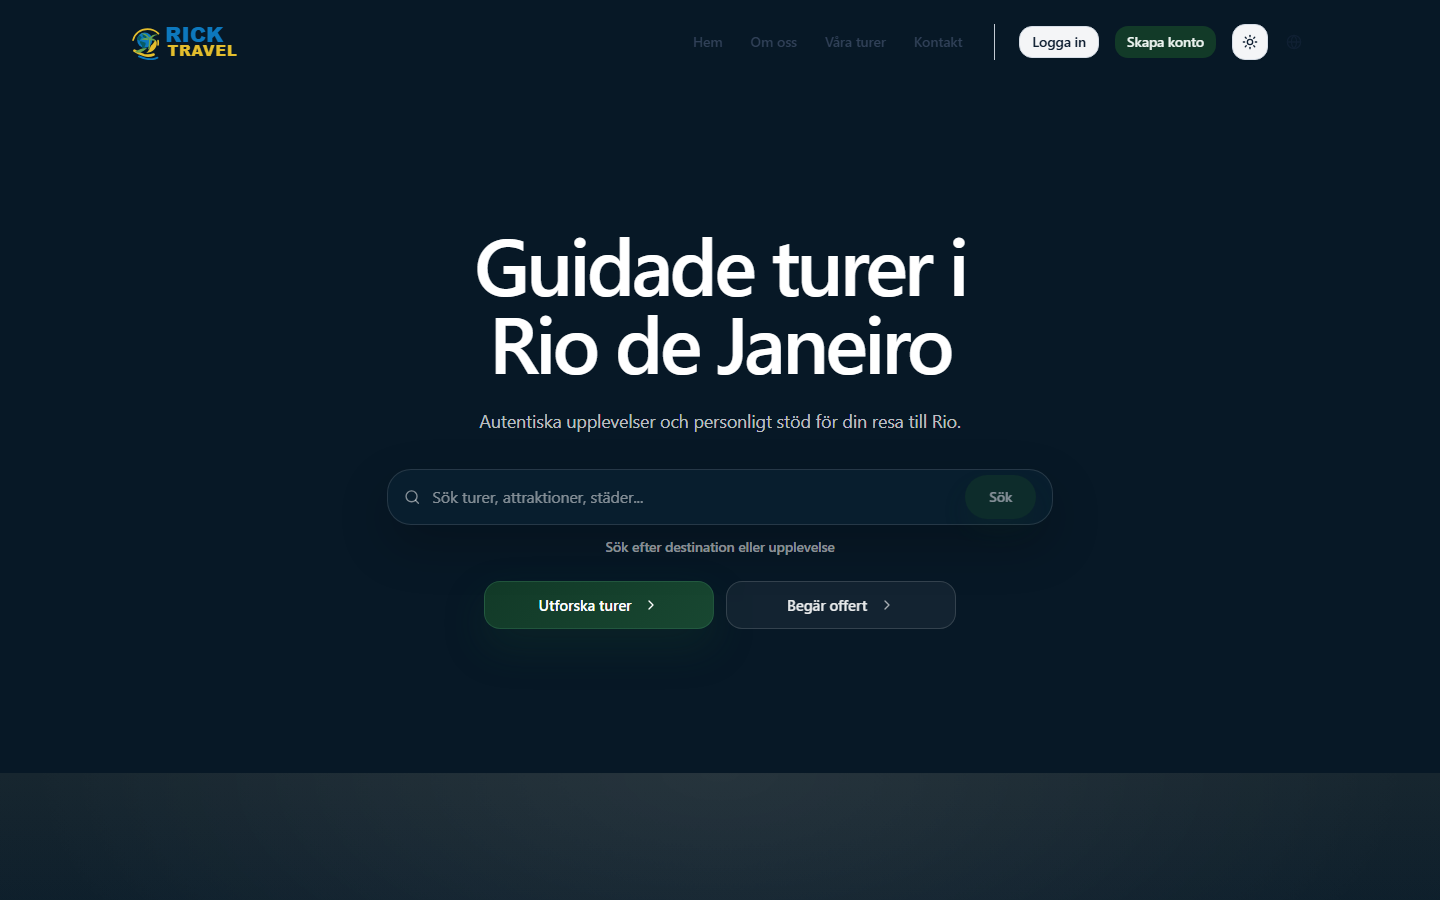 RICK
TRAVEL
Hem
Om oss
Våra turer
Kontakt
Logga in
Skapa konto
Guidade turer i
Rio de Janeiro
Autentiska upplevelser och personligt stöd för din resa till Rio.
Sök turer, attraktioner, städer...
Sök
Sök efter destination eller upplevelse
Utforska turer
Begär offert